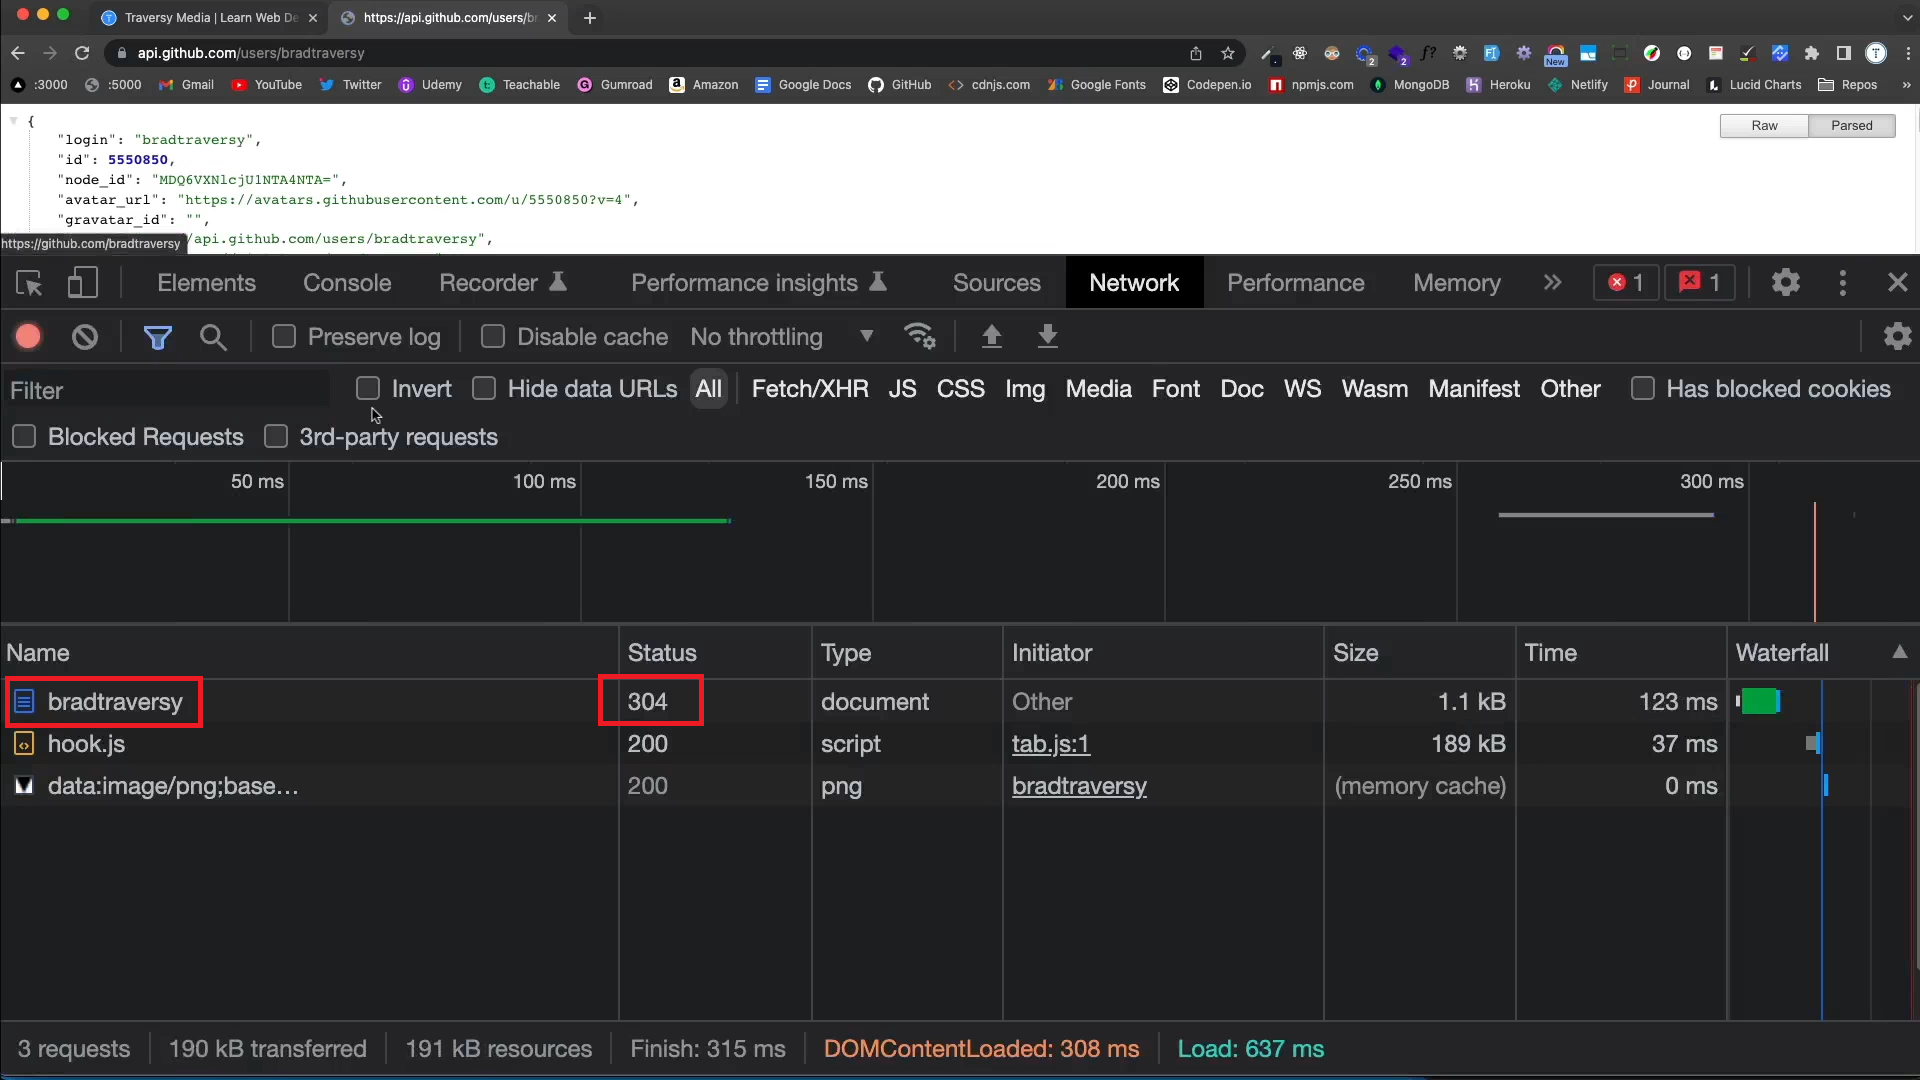 Traversy Media | Learn Web De
https://api.github.com/users/br
api.github.com/users/bradtraversy
f?
2
2
New
:3000
:5000
Gmail
YouTube
Twitter
Udemy
Teachable
Gumroad
Amazon
Google Docs
GitHub
cdnjs.com
Google Fonts
Codepen.io
npmjs.com
MongoDB
Heroku
Netlify
Journal
Lucid Charts
Repos
»
{
"login": "bradtraversy",
"id": 5550850,
"node_id": "MDQ6VXNlcjU1NTA4NTA=",
"avatar_url": "https://avatars.githubusercontent.com/u/5550850?v=4",
"gravatar_id": "",
/api.github.com/users/bradtraversy",
https://github.com/bradtraversy
Raw
Parsed
Elements
Console
Recorder
Performance insights
Sources
Network
Performance
Memory
»
1
1
Preserve log
Disable cache
No throttling
Filter
Invert
Hide data URLs
All
Fetch/XHR
JS
CSS
Img
Media
Font
Doc
WS
Wasm
Manifest
Other
Has blocked cookies
Blocked Requests
3rd-party requests
50 ms
100 ms
150 ms
200 ms
250 ms
300 ms
Name Status Type Initiator Size Time Waterfall
bradtraversy 304 document Other 1.1 kB 123 ms
hook.js 200 script tab.js:1 189 kB 37 ms
data:image/png;base… 200 png bradtraversy (memory cache) 0 ms
3 requests
190 kB transferred
191 kB resources
Finish: 315 ms
DOMContentLoaded: 308 ms
Load: 637 ms